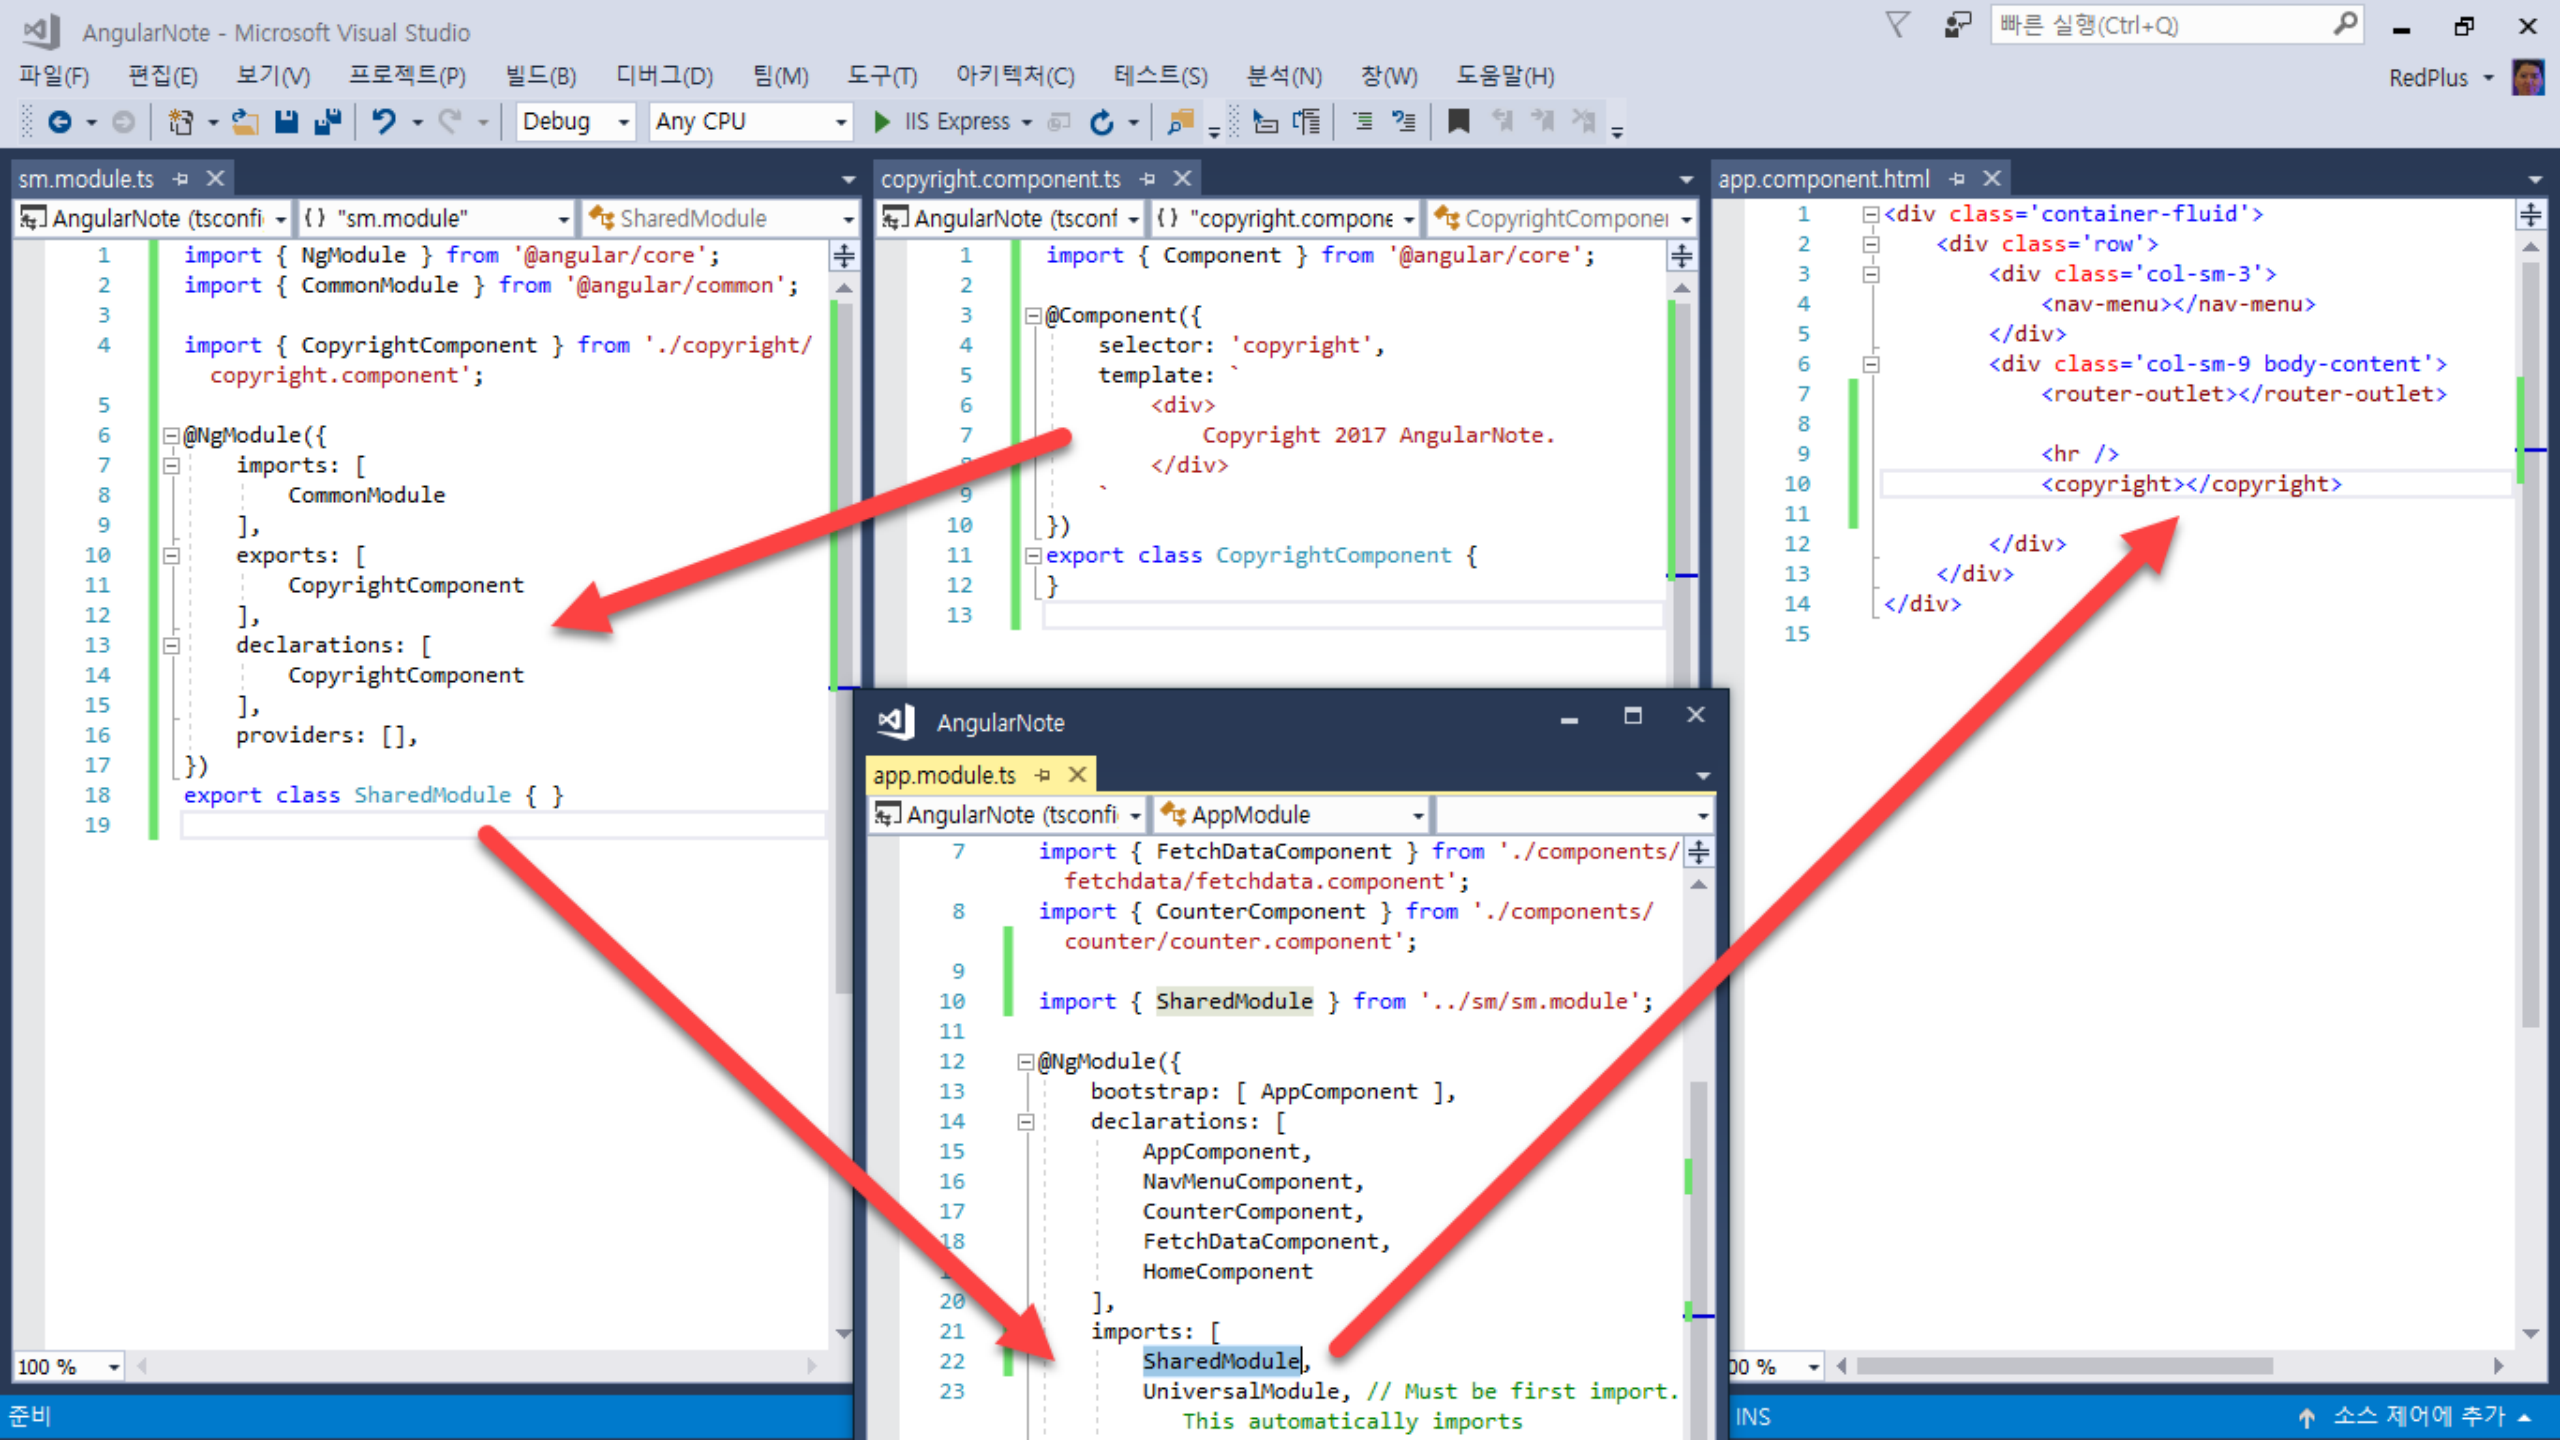 AngularNote - Microsoft Visual Studio
빠른 실행(Ctrl+Q)
파일(F) 편집(E) 보기(V) 프로젝트(P) 빌드(B) 디버그(D) 팀(M) 도구(T) 아키텍처(C) 테스트(S) 분석(N) 창(W) 도움말(H)
RedPlus
Debug Any CPU IIS Express
sm.module.ts
AngularNote (tsconfi {} "sm.module" SharedModule
1 import { NgModule } from '@angular/core';
2 import { CommonModule } from '@angular/common';
3
4 import { CopyrightComponent } from './copyright/
copyright.component';
5
6 @NgModule({
7 imports: [
8 CommonModule
9 ],
10 exports: [
11 CopyrightComponent
12 ],
13 declarations: [
14 CopyrightComponent
15 ],
16 providers: [],
17 })
18 export class SharedModule { }
19
100 %
copyright.component.ts
AngularNote (tsconf {} "copyright.compone CopyrightComponer
1 import { Component } from '@angular/core';
2
3 @Component({
4 selector: 'copyright',
5 template: `
6 <div>
7 Copyright 2017 AngularNote.
</div>
9 `
10 })
11 export class CopyrightComponent {
12 }
13
app.component.html
1 <div class='container-fluid'>
2 <div class='row'>
3 <div class='col-sm-3'>
4 <nav-menu></nav-menu>
5 </div>
6 <div class='col-sm-9 body-content'>
7 <router-outlet></router-outlet>
8
9 <hr />
10 <copyright></copyright>
11
12 </div>
13 </div>
14 </div>
15
00 %
AngularNote
app.module.ts
AngularNote (tsconfi AppModule
7 import { FetchDataComponent } from './components/
fetchdata/fetchdata.component';
8 import { CounterComponent } from './components/
counter/counter.component';
9
10 import { SharedModule } from '../sm/sm.module';
11
12 @NgModule({
13 bootstrap: [ AppComponent ],
14 declarations: [
15 AppComponent,
16 NavMenuComponent,
17 CounterComponent,
18 FetchDataComponent,
HomeComponent
20 ],
21 imports: [
22 SharedModule,
23 UniversalModule, // Must be first import.
This automatically imports
준비
INS
소스 제어에 추가